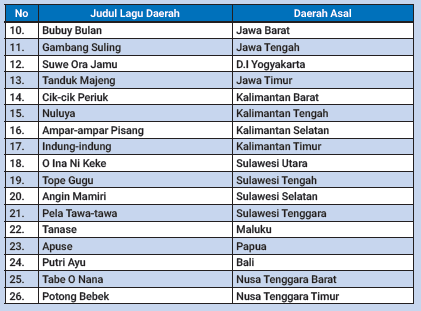 No Judul Lagu Daerah Daerah Asal
10. Bubuy Bulan Jawa Barat
11. Gambang Suling Jawa Tengah
12. Suwe Ora Jamu D.I Yogyakarta
13. Tanduk Majeng Jawa Timur
14. Cik-cik Periuk Kalimantan Barat
15. Nuluya Kalimantan Tengah
16. Ampar-ampar Pisang Kalimantan Selatan
17. Indung-indung Kalimantan Timur
18. O Ina Ni Keke Sulawesi Utara
19. Tope Gugu Sulawesi Tengah
20. Angin Mamiri Sulawesi Selatan
21. Pela Tawa-tawa Sulawesi Tenggara
22. Tanase Maluku
23. Apuse Papua
24. Putri Ayu Bali
25. Tabe O Nana Nusa Tenggara Barat
26. Potong Bebek Nusa Tenggara Timur